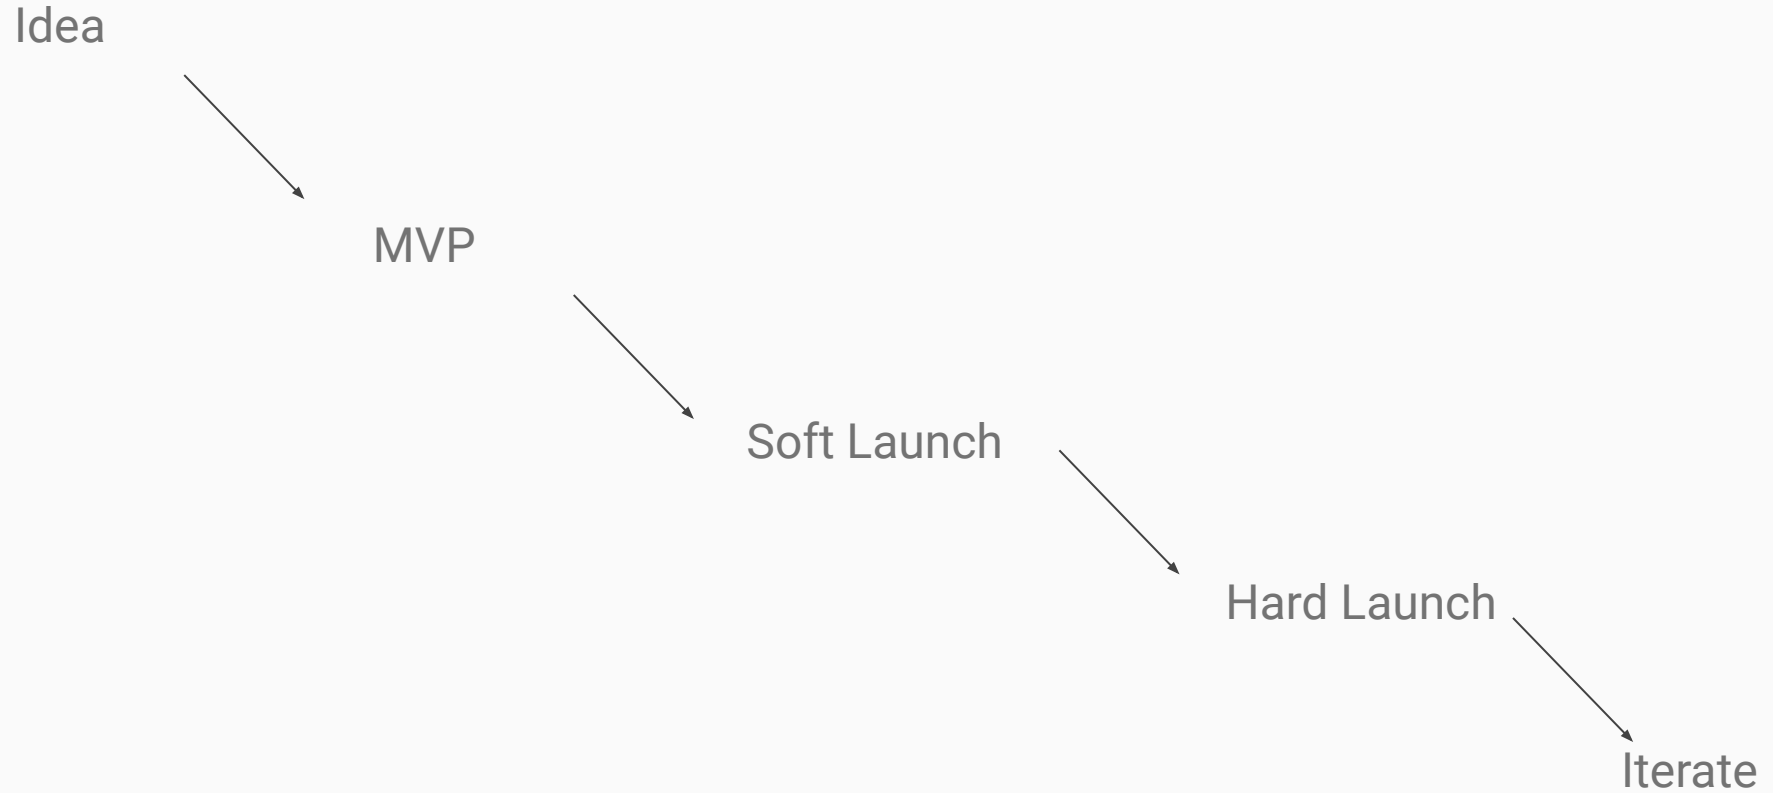 Idea
MVP
Soft Launch
Hard Launch
Iterate